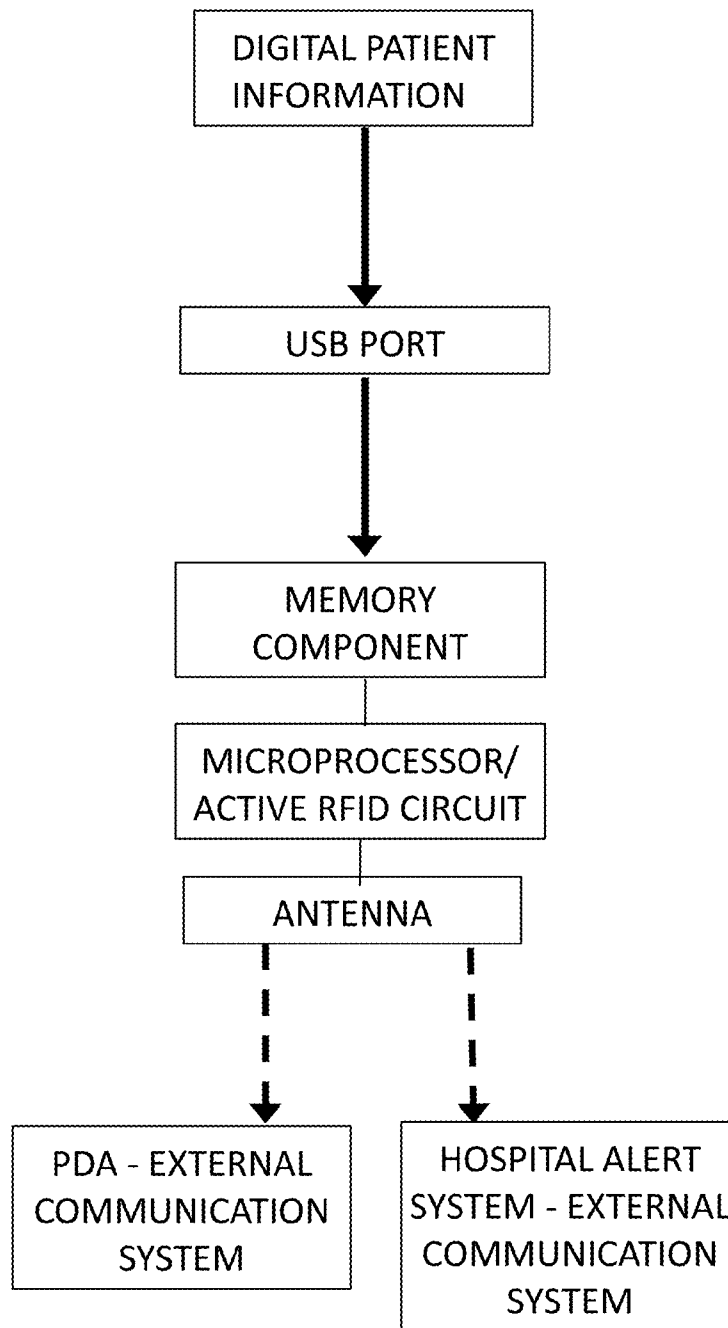 DIGITAL PATIENT
INFORMATION
USB PORT
MEMORY
COMPONENT
MICROPROCESSOR/
ACTIVE RFID CIRCUIT
ANTENNA
PDA - EXTERNAL
COMMUNICATION
SYSTEM
HOSPITAL ALERT
SYSTEM - EXTERNAL
COMMUNICATION
SYSTEM